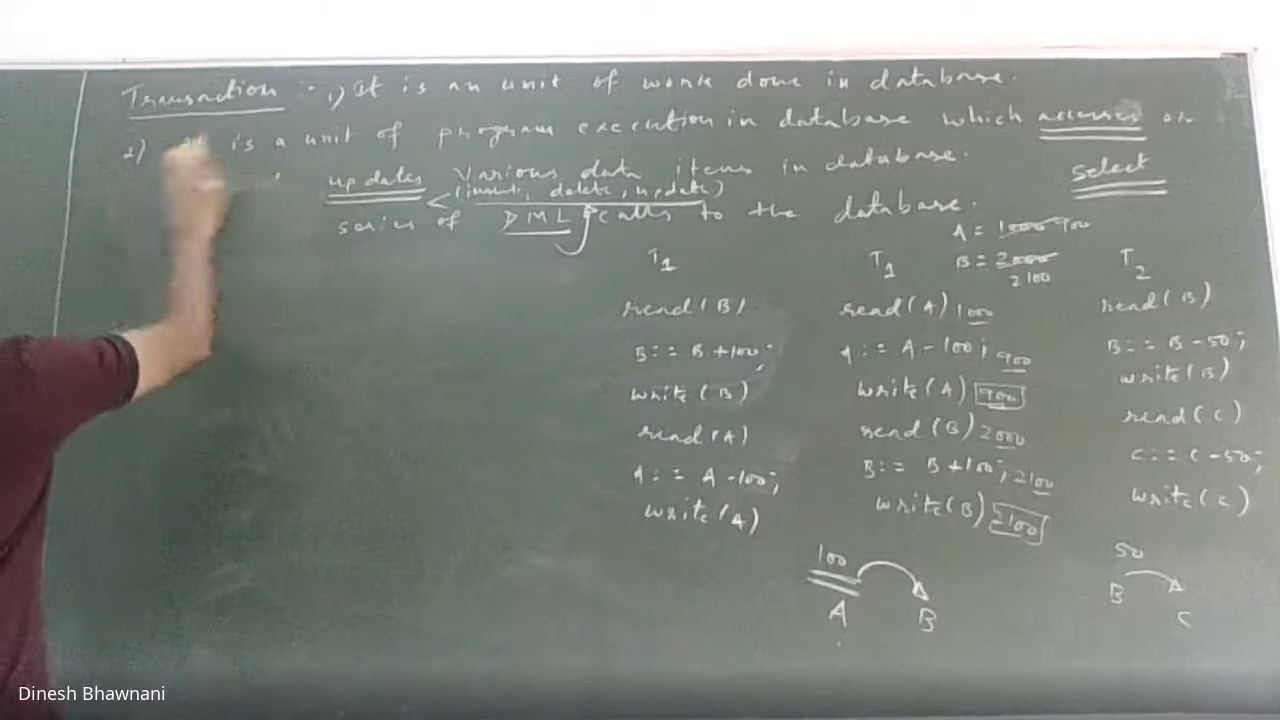 Transaction :- 1) It is an unit of work done in database.
2) is a unit of program execution in database which accesses or
updates various data items in database.
Select
(insert, delete, update)
series of DML calls to the database.
A = 1000 900
B = 2000
2100
T1
read(B)
B := B+100;
write(B)
read(A)
A := A-100;
write(A)
T1
read(A) 1000
A := A-100; 900
write(A) 900
read(B) 2000
B := B+100; 2100
write(B) 2100
T2
read(B)
B := B-50;
write(B)
read(C)
C := C-50;
write(C)
100
A B
50
B C
Dinesh Bhawnani